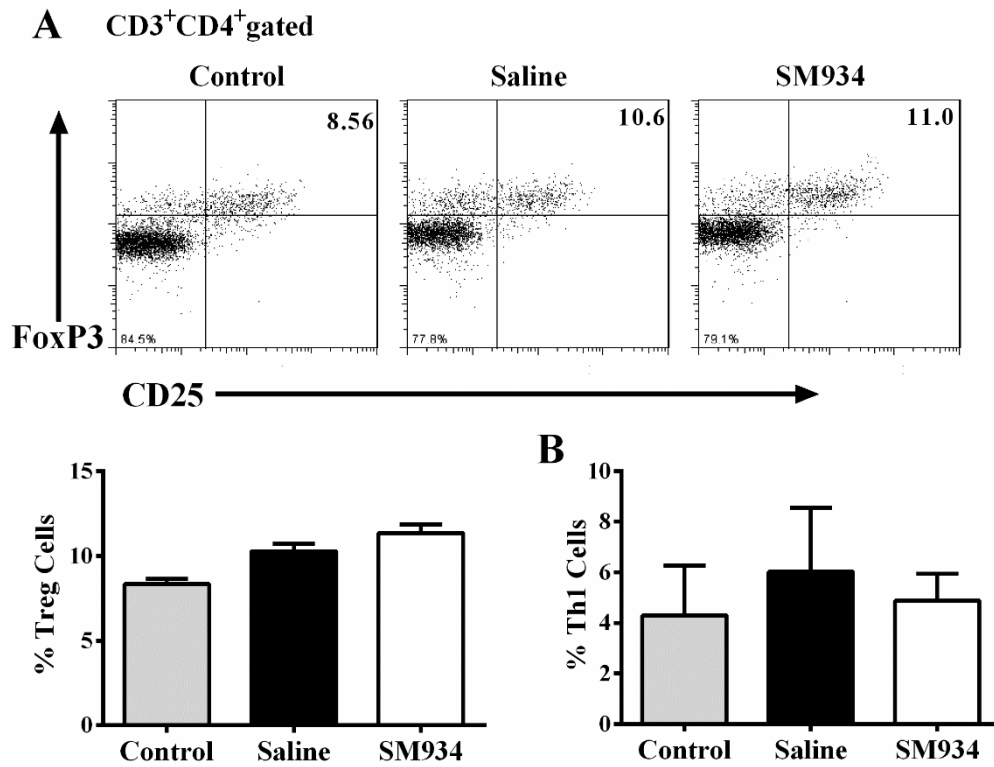 A CD3+CD4+gated
Control Saline SM934
8.56 10.6 11.0
FoxP3
84.5% 77.8% 79.1%
CD25
B
15
10
5
0
% Treg Cells
Control Saline SM934
10
8
6
4
2
0
% Th1 Cells
Control Saline SM934